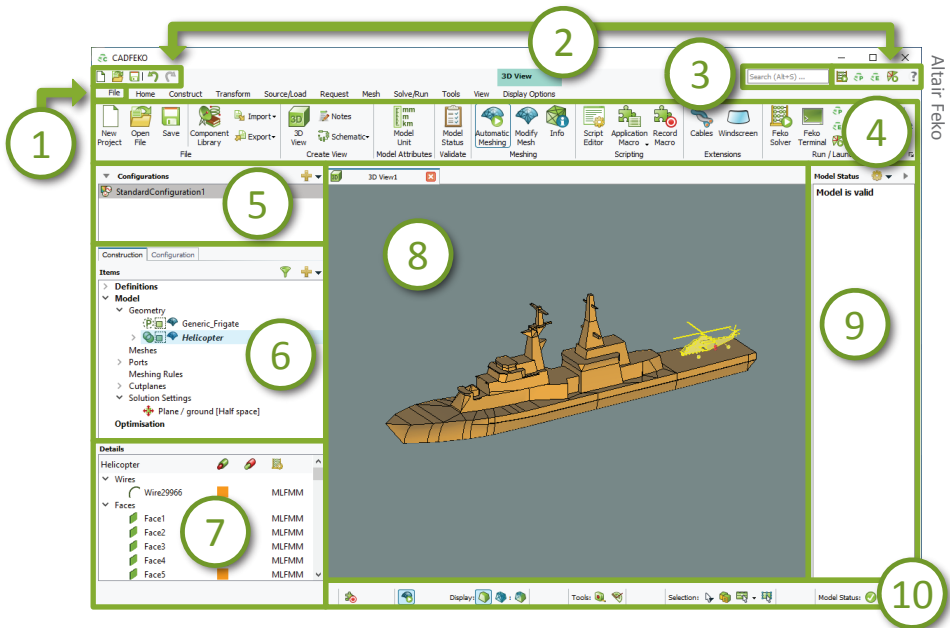 2
CADFEKO
3
3D View
Search (Alt+S) ...
?
Altair Feko
File Home Construct Transform Source/Load Request Mesh Solve/Run Tools View Display Options
1
4
New Project
Open File
Save
Component Library
Import
Export
3D View
Notes
Schematic
mm
m
km
Model Unit
Model Status
Automatic Meshing
Modify Mesh
Info
Script Editor
Application Macro
Record Macro
Cables
Windscreen
Feko Solver
Feko Terminal
File Create View Model Attributes Validate Meshing Scripting Extensions Run / Laun
Configurations
StandardConfiguration1
5
3D View1
8
Model Status
Model is valid
9
Construction Configuration
Items
Definitions
Model
Geometry
Generic_Frigate
Helicopter
6
Meshes
Ports
Meshing Rules
Cutplanes
Solution Settings
Plane / ground [Half space]
Optimisation
Details
Helicopter
Wires
Wire29966 MLFMM
Faces
Face1 MLFMM
Face2 MLFMM
Face3 MLFMM
Face4 MLFMM
Face5 MLFMM
7
Display: Tools: Selection: Model Status:
10